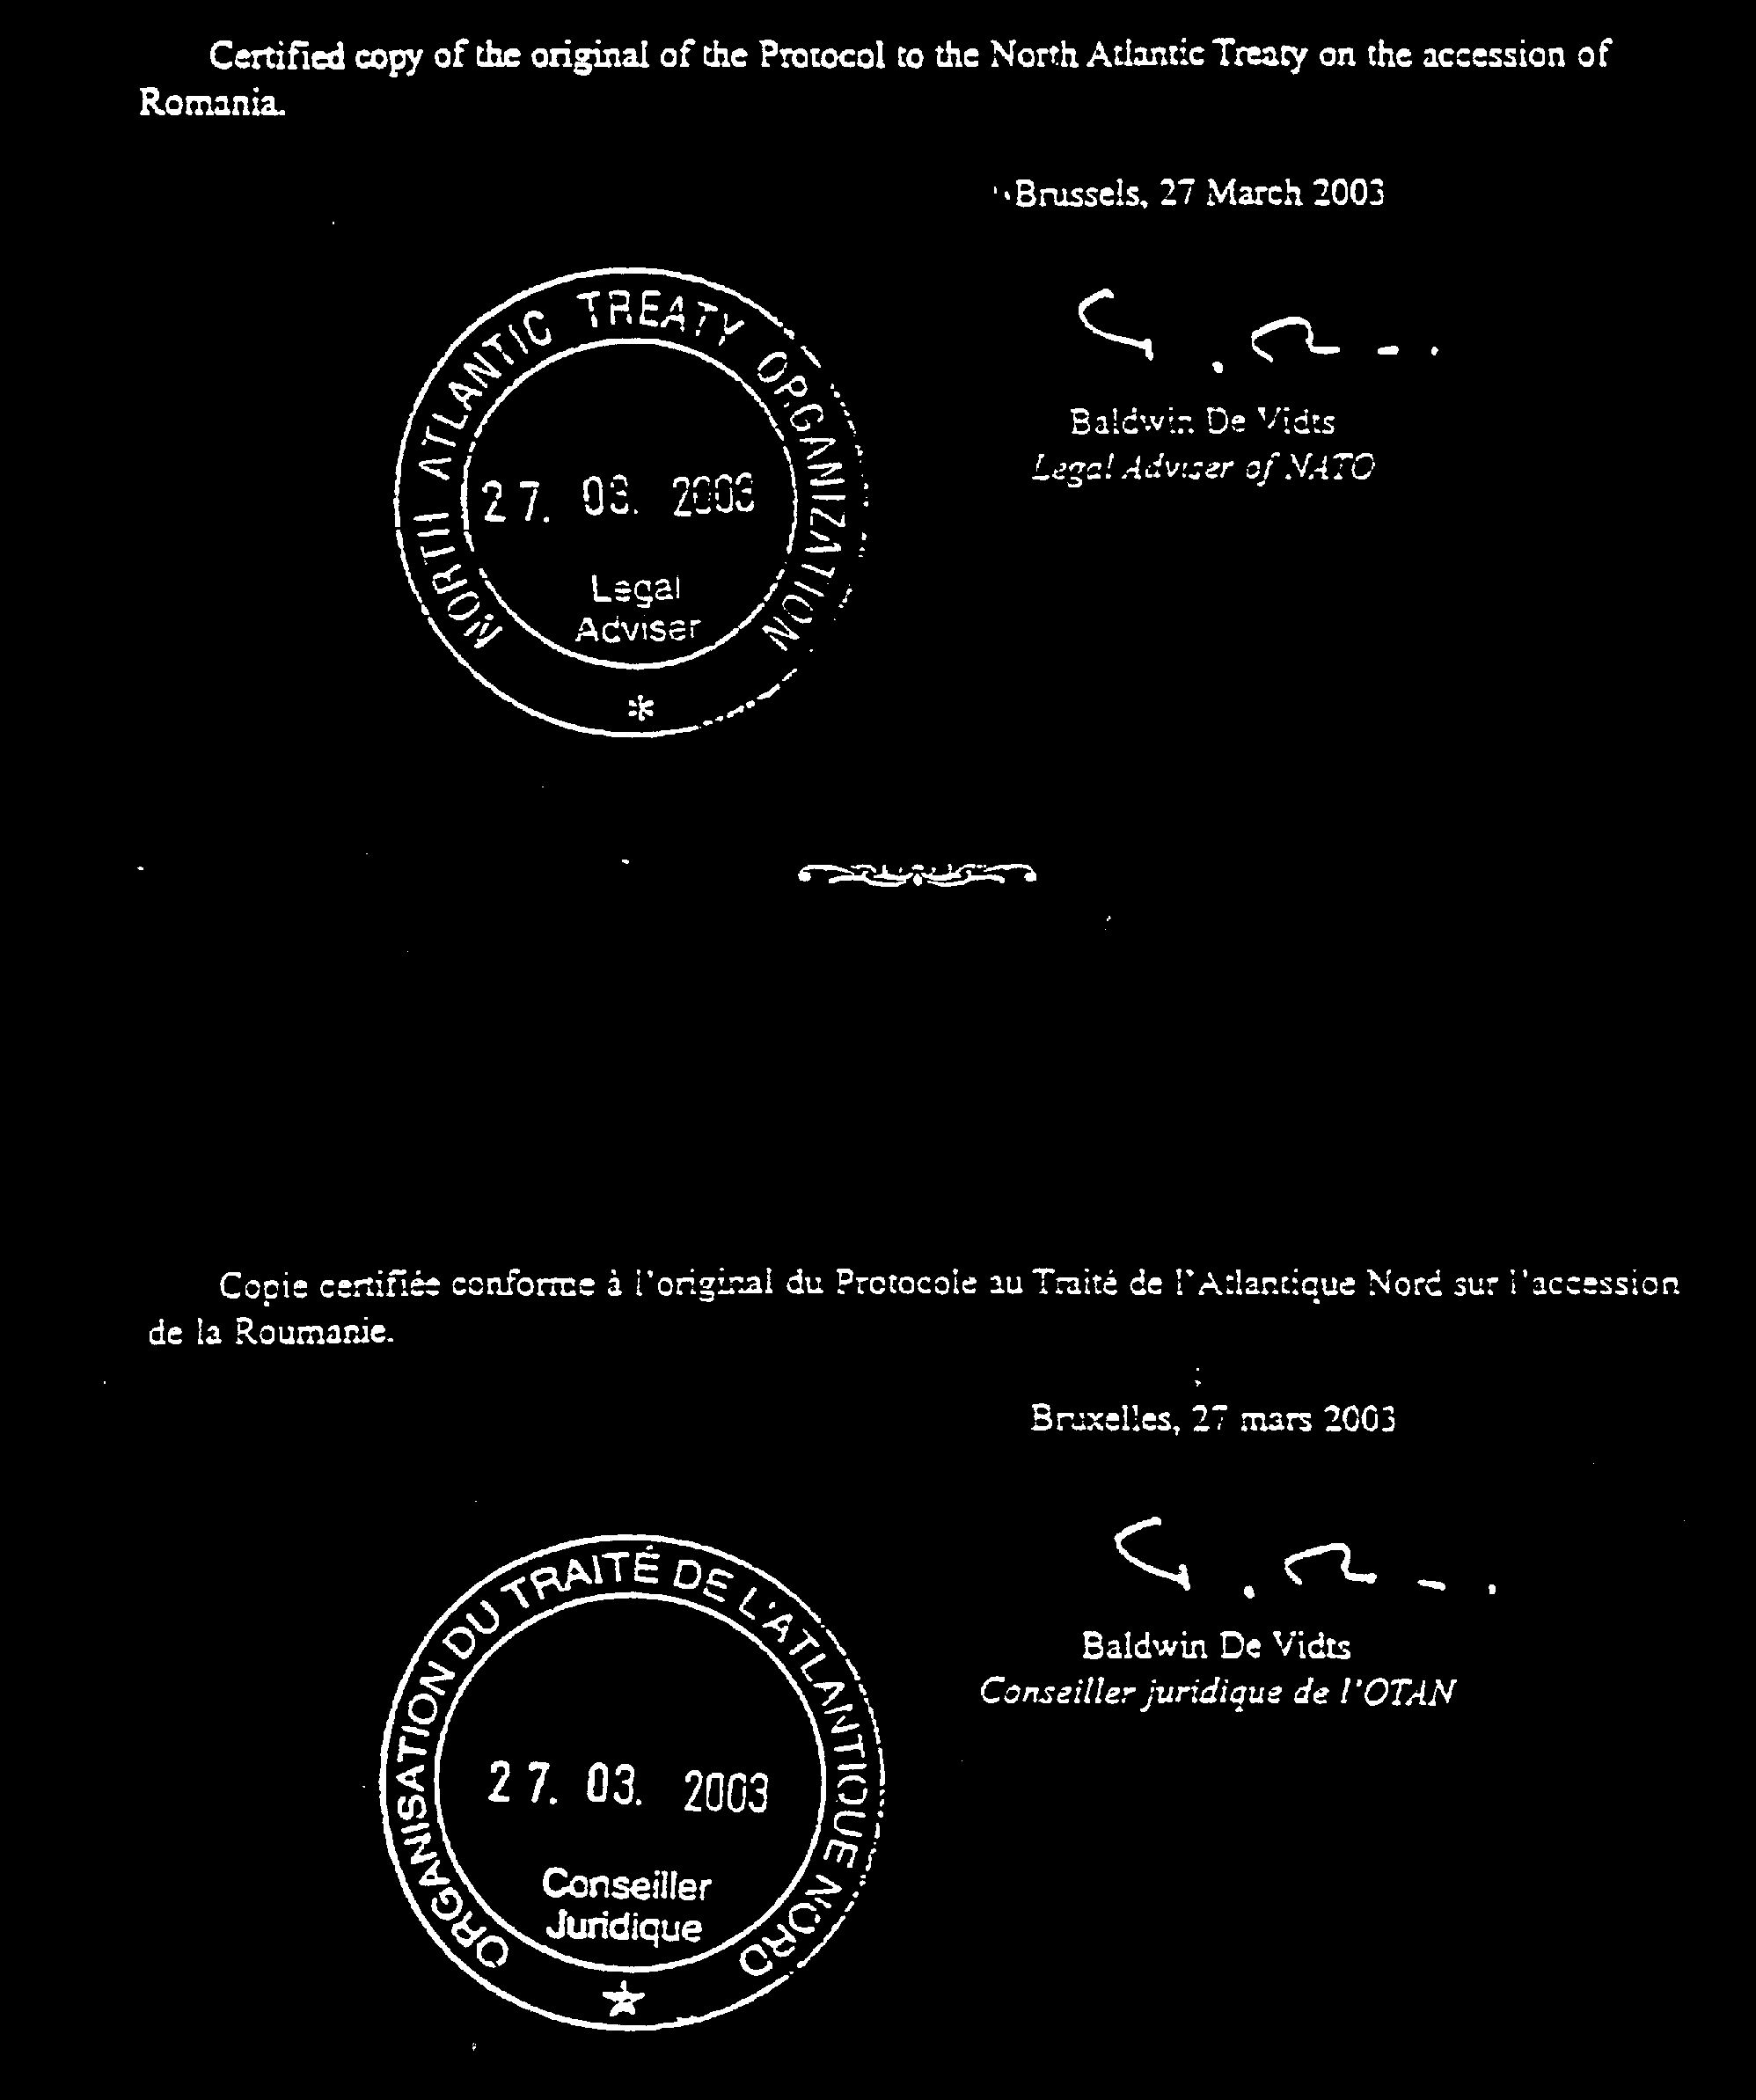 Certified copy of the original of the Protocol to the North Atlantic Treaty on the accession of
Romania.
Brussels, 27 March 2003
NORTH ATLANTIC TREATY ORGANIZATION
27. 03. 2003
Legal
Adviser
*
Baldwin De Vidts
Legal Adviser of NATO
Copie certifiée conforme à l'original du Protocole au Traité de l'Atlantique Nord sur l'accession
de la Roumanie.
Bruxelles, 27 mars 2003
ORGANISATION DU TRAITÉ DE L'ATLANTIQUE NORD
27. 03. 2003
Conseiller
Juridique
Baldwin De Vidts
Conseiller juridique de l'OTAN